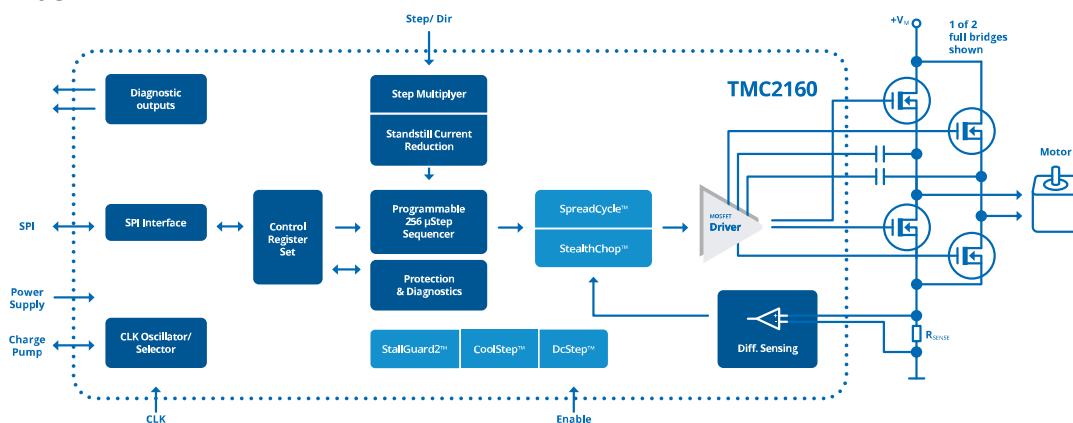 Step/ Dir
+VM
1 of 2
full bridges
shown
Diagnostic
outputs
Step Multiplyer
Standstill Current
Reduction
TMC2160
Motor
SPI
SPI Interface
Control
Register
Set
Programmable
256 µStep
Sequencer
SpreadCycle™
StealthChop™
MOSFET
Driver
Protection
& Diagnostics
Power
Supply
Charge
Pump
CLK Oscillator/
Selector
StallGuard2™
CoolStep™
DcStep™
Diff. Sensing
RSENSE
CLK
Enable